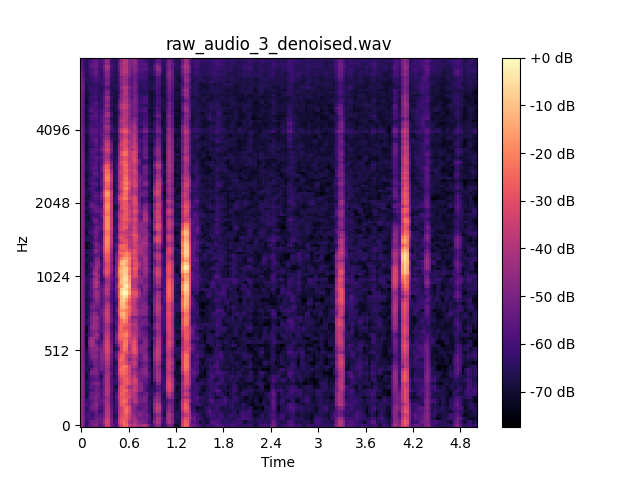 raw_audio_3_denoised.wav
Hz
4096
2048
1024
512
0
0 0.6 1.2 1.8 2.4 3 3.6 4.2 4.8
Time
+0 dB
-10 dB
-20 dB
-30 dB
-40 dB
-50 dB
-60 dB
-70 dB